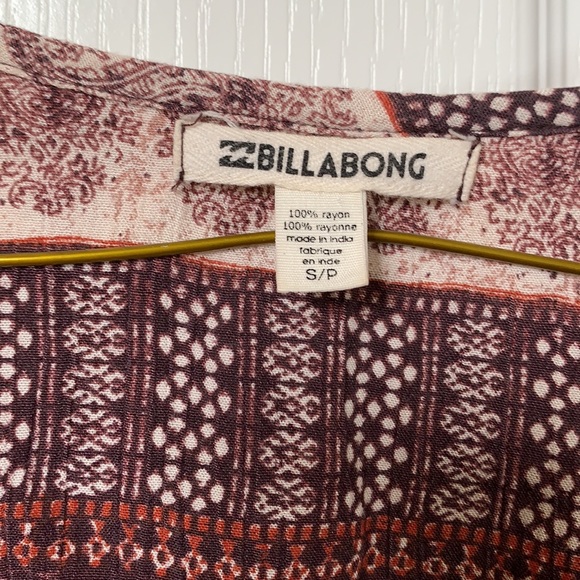 BILLABONG
100% rayon
100% rayonne
made in India
fabriqué
en Inde
S/P